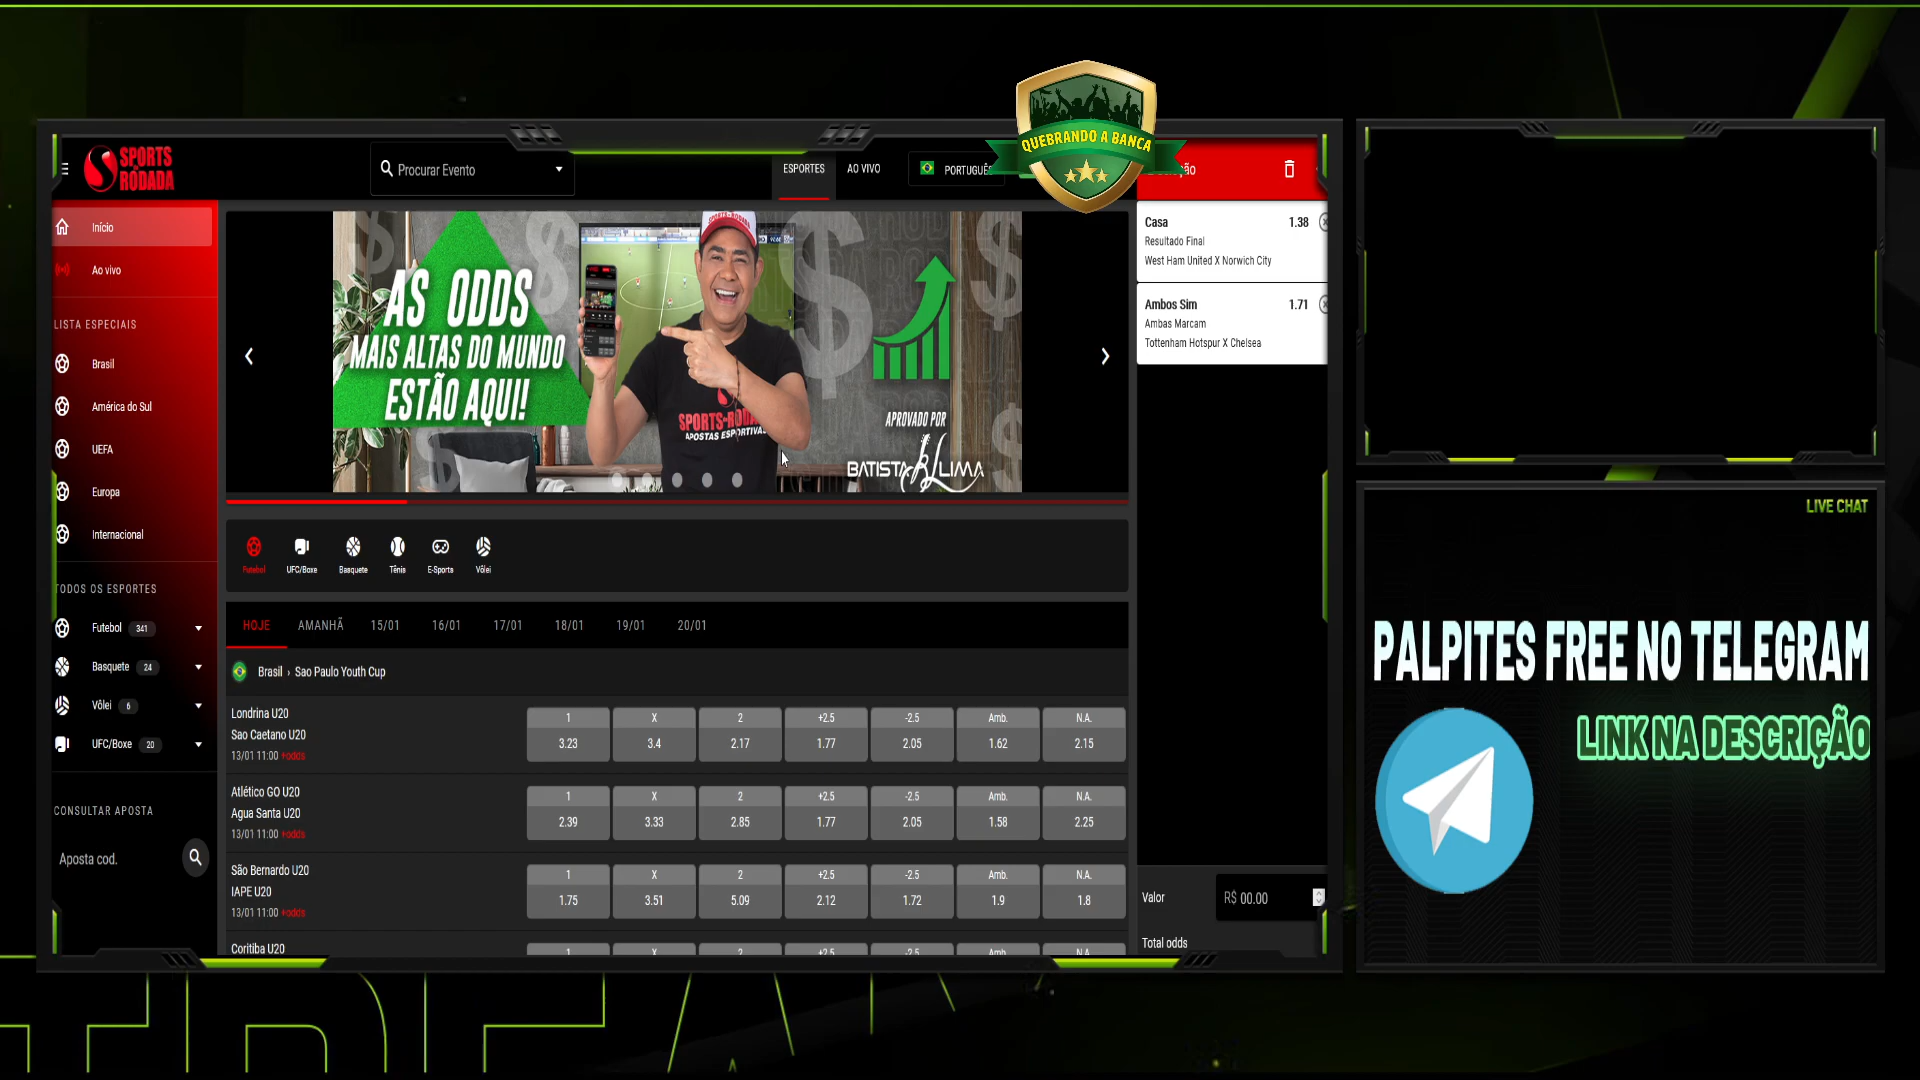 QUEBRANDO A BANCA
SPORTS
DA
RODADA
Procurar Evento
ESPORTES
AO VIVO
Início
Ao vivo
LISTA ESPECIAIS
Brasil
América do Sul
UEFA
Europa
Internacional
TODOS OS ESPORTES
Futebol 341
Basquete 24
Vôlei 6
UFC/Boxe 20
CONSULTAR APOSTA
Aposta cod.
AS ODDS
MAIS ALTAS DO MUNDO
ESTÃO AQUI!
APOSTAS ESPORTIVAS
APROVADO POR
BATISTA LIMA
Futebol
UFC/Boxe
Basquete
Tênis
E-Sports
Vôlei
HOJE AMANHÃ 15/01 16/01 17/01 18/01 19/01 20/01
Brasil › Sao Paulo Youth Cup
Londrina U20
Sao Caetano U20
13/01 11:00 +odds
1 X 2 +2.5 -2.5 Amb. N.A.
3.23 3.4 2.17 1.77 2.05 1.62 2.15
Atlético GO U20
Agua Santa U20
13/01 11:00 +odds
1 X 2 +2.5 -2.5 Amb. N.A.
2.39 3.33 2.85 1.77 2.05 1.58 2.25
São Bernardo U20
IAPE U20
13/01 11:00 +odds
1 X 2 +2.5 -2.5 Amb. N.A.
1.75 3.51 5.09 2.12 1.72 1.9 1.8
Coritiba U20
1 X 2 +2.5 -2.5 Amb. N.A.
Casa 1.38
Resultado Final
West Ham United X Norwich City
Ambos Sim 1.71
Ambas Marcam
Tottenham Hotspur X Chelsea
Valor R$ 00.00
Total odds
LIVE CHAT
PALPITES FREE NO TELEGRAM
LINK NA DESCRIÇÃO